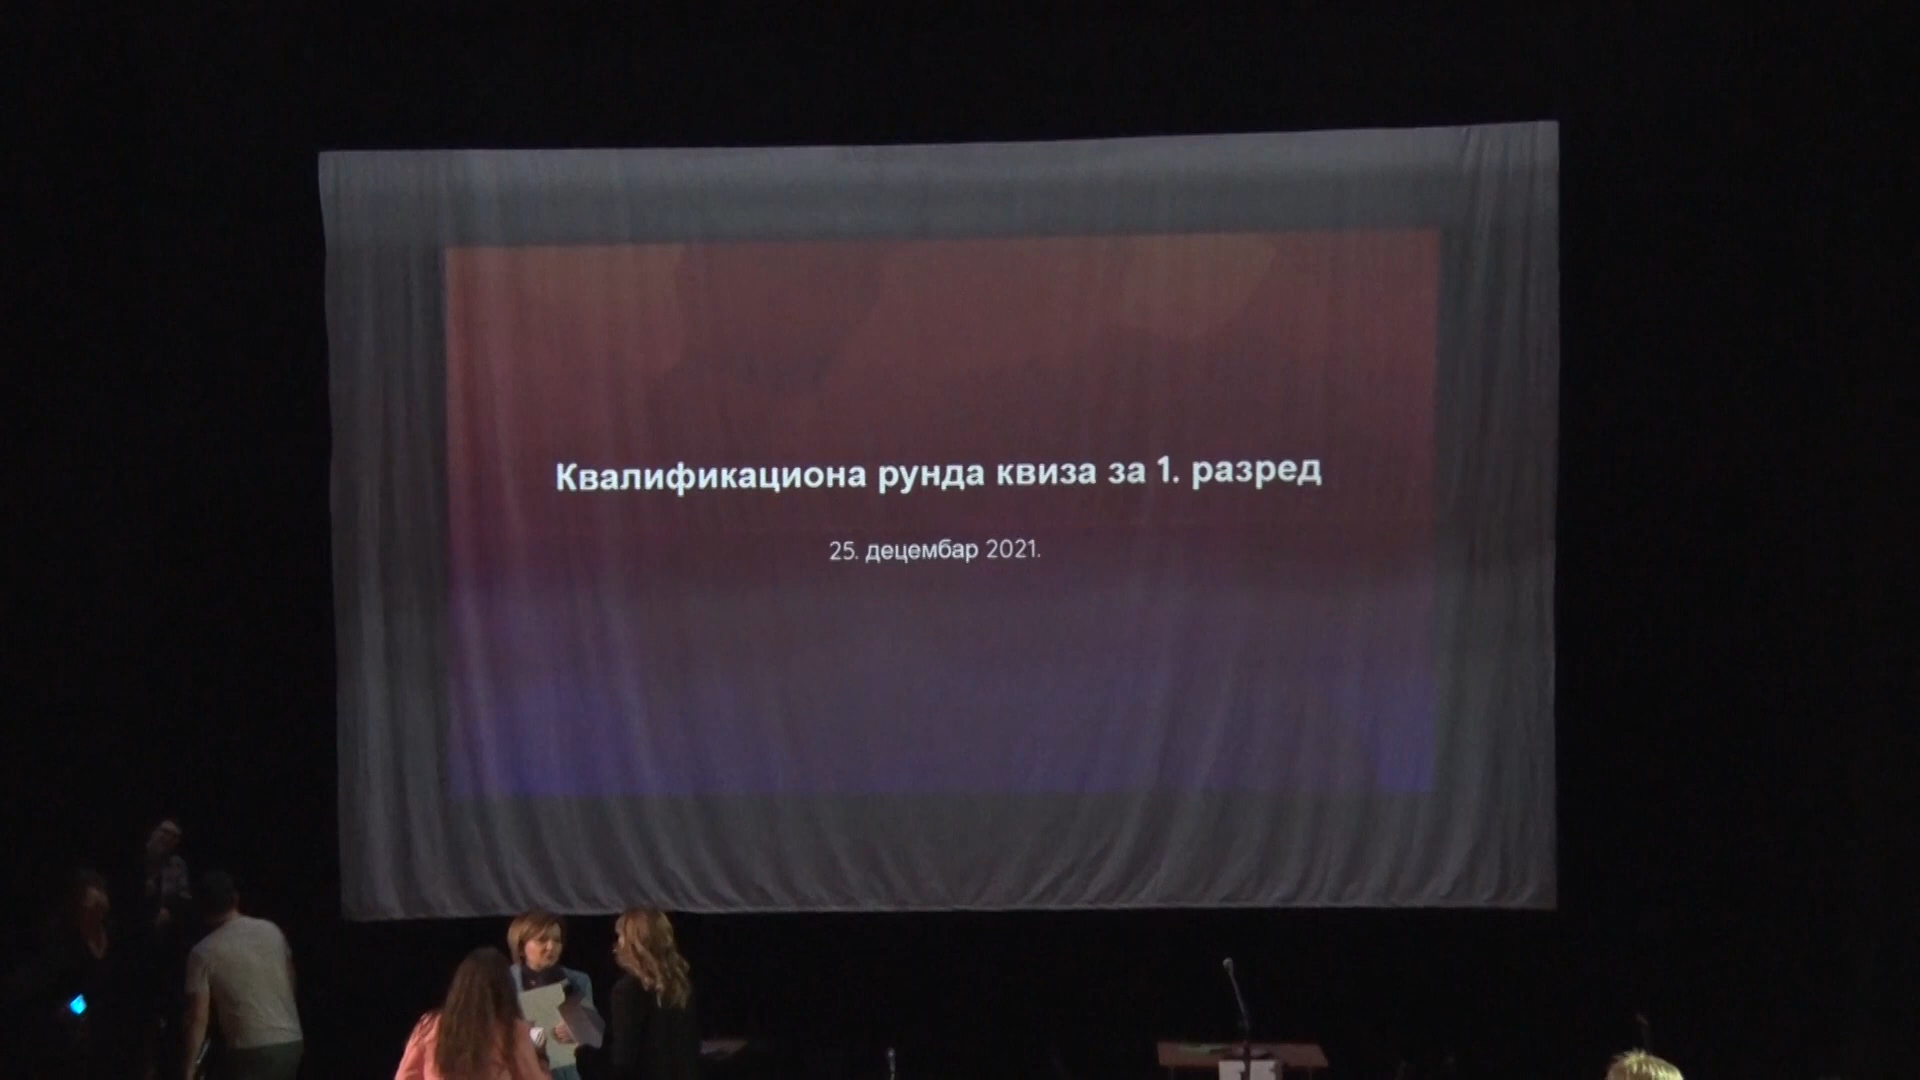 Квалификациона рунда квиза за 1. разред
25. децембар 2021.